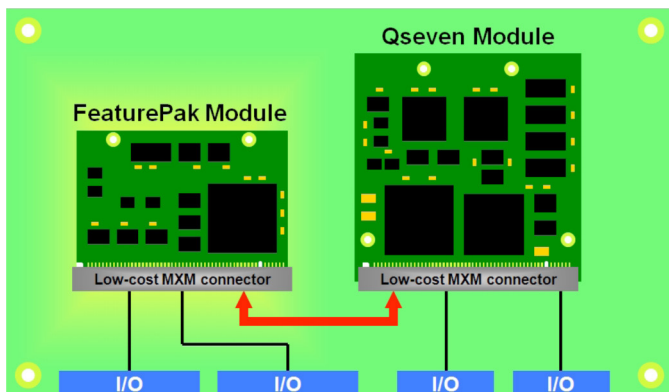 Qseven Module
FeaturePak Module
Low-cost MXM connector
Low-cost MXM connector
I/O
I/O
I/O
I/O